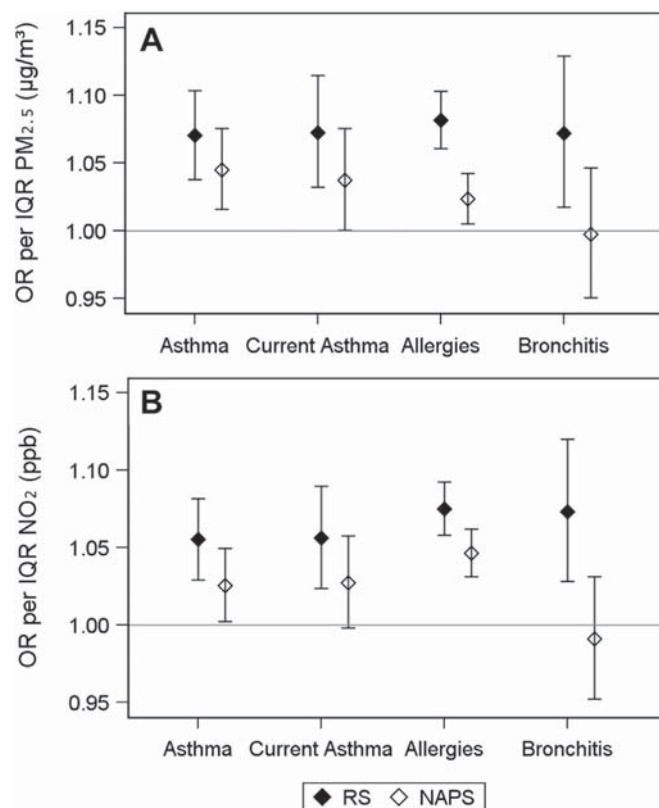 A
OR per IQR PM₂.₅ (µg/m³)
1.15
1.10
1.05
1.00
0.95
Asthma Current Asthma Allergies Bronchitis
B
OR per IQR NO₂ (ppb)
1.15
1.10
1.05
1.00
0.95
Asthma Current Asthma Allergies Bronchitis
RS NAPS